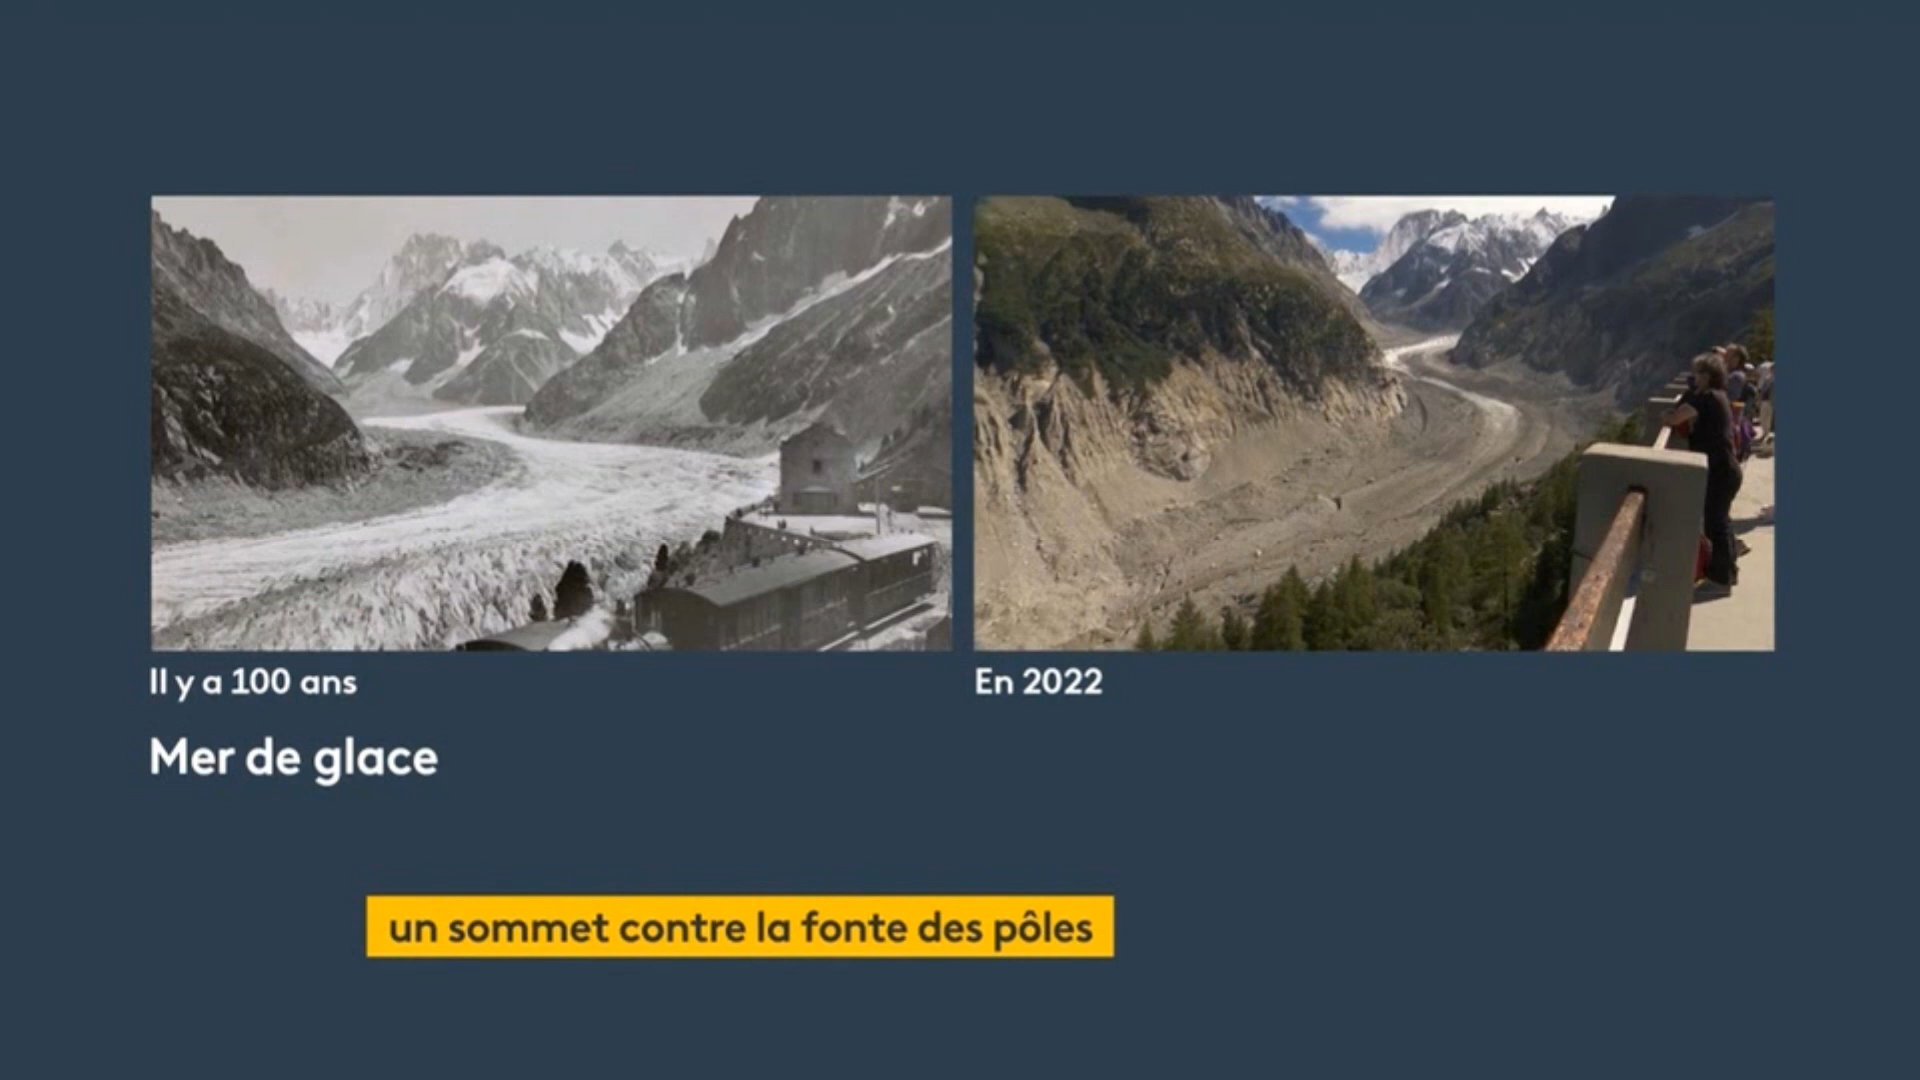 Il y a 100 ans
En 2022
Mer de glace
un sommet contre la fonte des pôles